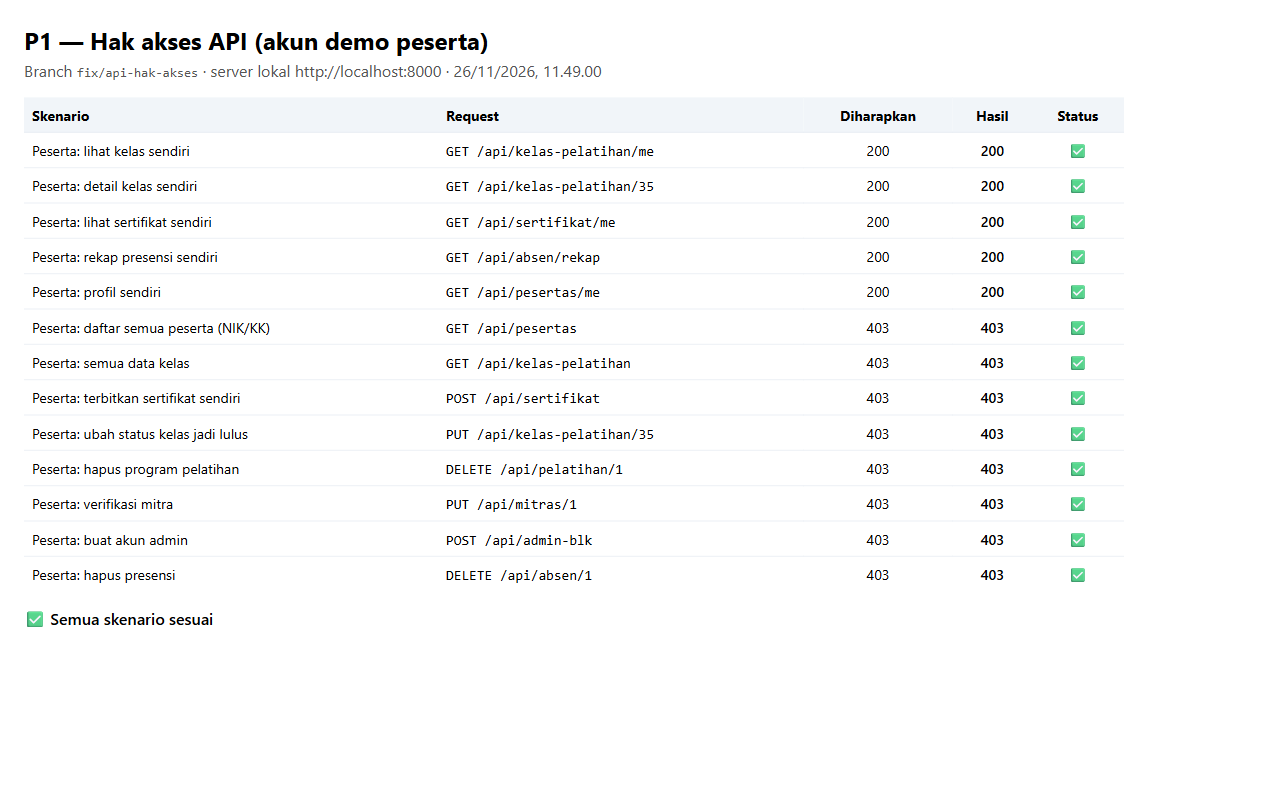 P1 — Hak akses API (akun demo peserta)
Branch fix/api-hak-akses · server lokal http://localhost:8000 · 26/11/2026, 11.49.00
Skenario Request Diharapkan Hasil Status
Peserta: lihat kelas sendiri GET /api/kelas-pelatihan/me 200 200 ✅
Peserta: detail kelas sendiri GET /api/kelas-pelatihan/35 200 200 ✅
Peserta: lihat sertifikat sendiri GET /api/sertifikat/me 200 200 ✅
Peserta: rekap presensi sendiri GET /api/absen/rekap 200 200 ✅
Peserta: profil sendiri GET /api/pesertas/me 200 200 ✅
Peserta: daftar semua peserta (NIK/KK) GET /api/pesertas 403 403 ✅
Peserta: semua data kelas GET /api/kelas-pelatihan 403 403 ✅
Peserta: terbitkan sertifikat sendiri POST /api/sertifikat 403 403 ✅
Peserta: ubah status kelas jadi lulus PUT /api/kelas-pelatihan/35 403 403 ✅
Peserta: hapus program pelatihan DELETE /api/pelatihan/1 403 403 ✅
Peserta: verifikasi mitra PUT /api/mitras/1 403 403 ✅
Peserta: buat akun admin POST /api/admin-blk 403 403 ✅
Peserta: hapus presensi DELETE /api/absen/1 403 403 ✅
✅ Semua skenario sesuai